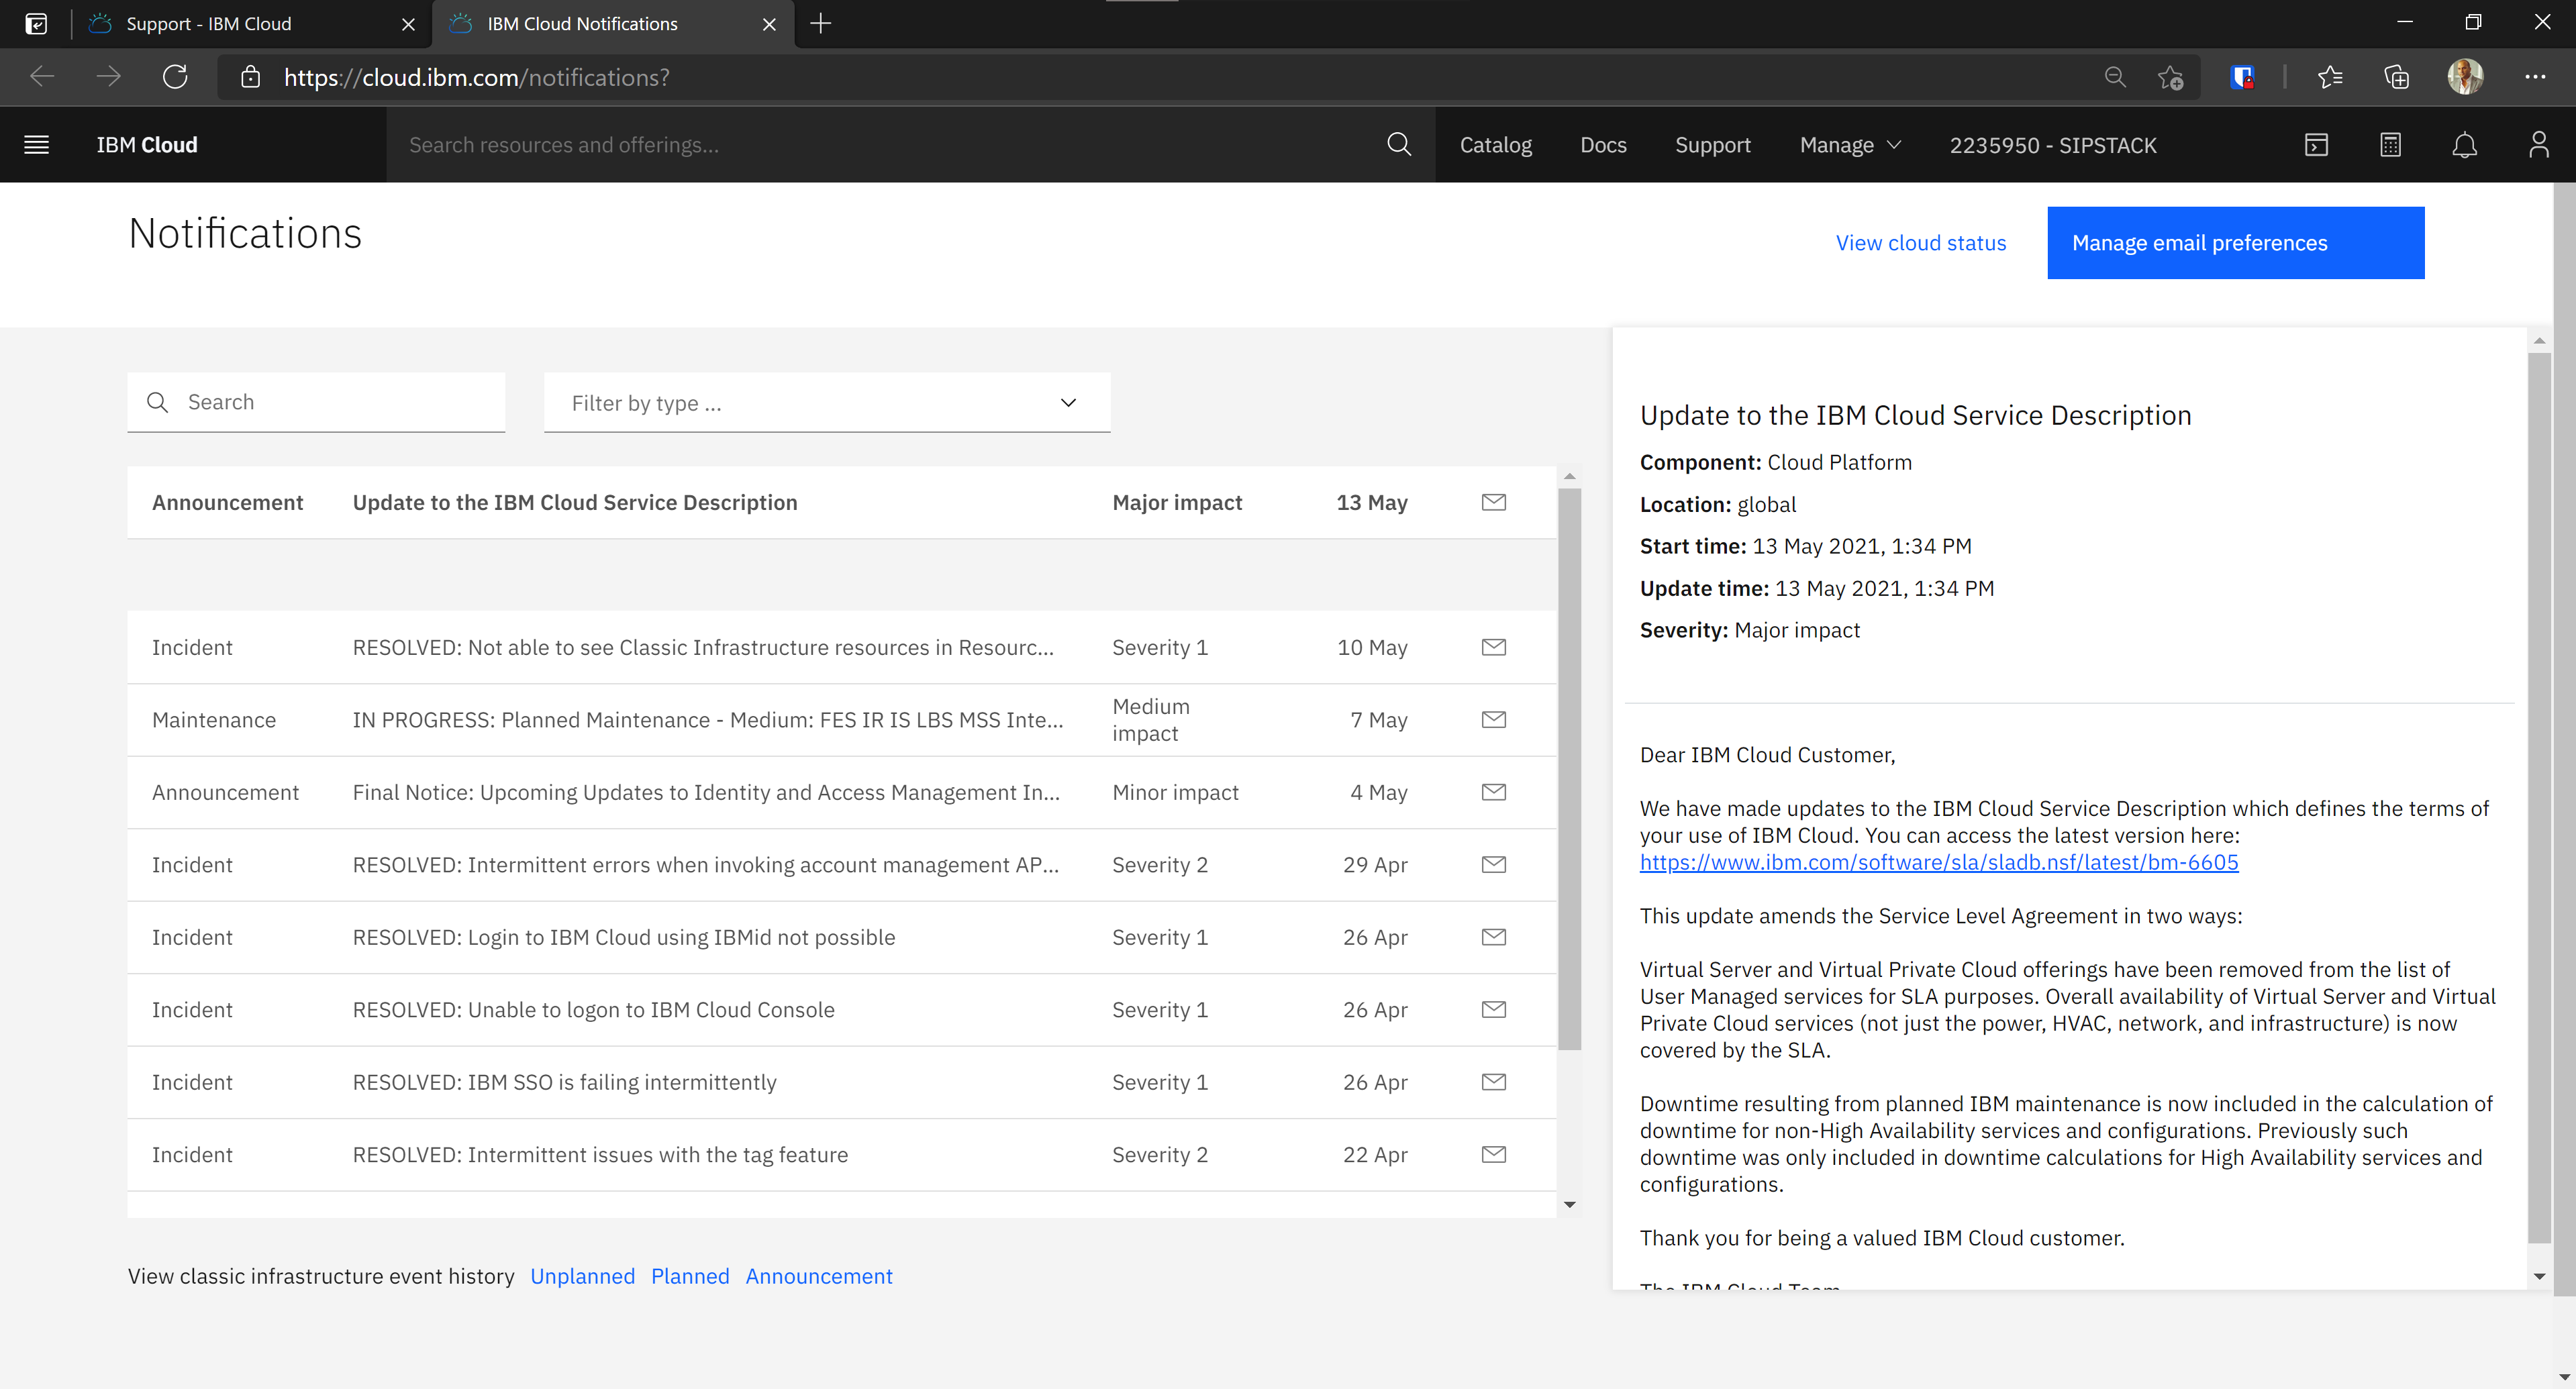 Support - IBM Cloud
IBM Cloud Notifications
https://cloud.ibm.com/notifications?
IBM Cloud
Search resources and offerings...
Catalog
Docs
Support
Manage
2235950 - SIPSTACK
Notifications
View cloud status
Manage email preferences
Search
Filter by type ...
Announcement Update to the IBM Cloud Service Description Major impact 13 May
Incident RESOLVED: Not able to see Classic Infrastructure resources in Resourc... Severity 1 10 May
Maintenance IN PROGRESS: Planned Maintenance - Medium: FES IR IS LBS MSS Inte... Medium impact 7 May
Announcement Final Notice: Upcoming Updates to Identity and Access Management In... Minor impact 4 May
Incident RESOLVED: Intermittent errors when invoking account management AP... Severity 2 29 Apr
Incident RESOLVED: Login to IBM Cloud using IBMid not possible Severity 1 26 Apr
Incident RESOLVED: Unable to logon to IBM Cloud Console Severity 1 26 Apr
Incident RESOLVED: IBM SSO is failing intermittently Severity 1 26 Apr
Incident RESOLVED: Intermittent issues with the tag feature Severity 2 22 Apr
View classic infrastructure event history Unplanned Planned Announcement
Update to the IBM Cloud Service Description
Component: Cloud Platform
Location: global
Start time: 13 May 2021, 1:34 PM
Update time: 13 May 2021, 1:34 PM
Severity: Major impact
Dear IBM Cloud Customer,
We have made updates to the IBM Cloud Service Description which defines the terms of
your use of IBM Cloud. You can access the latest version here:
https://www.ibm.com/software/sla/sladb.nsf/latest/bm-6605
This update amends the Service Level Agreement in two ways:
Virtual Server and Virtual Private Cloud offerings have been removed from the list of
User Managed services for SLA purposes. Overall availability of Virtual Server and Virtual
Private Cloud services (not just the power, HVAC, network, and infrastructure) is now
covered by the SLA.
Downtime resulting from planned IBM maintenance is now included in the calculation of
downtime for non-High Availability services and configurations. Previously such
downtime was only included in downtime calculations for High Availability services and
configurations.
Thank you for being a valued IBM Cloud customer.
The IBM Cloud Team